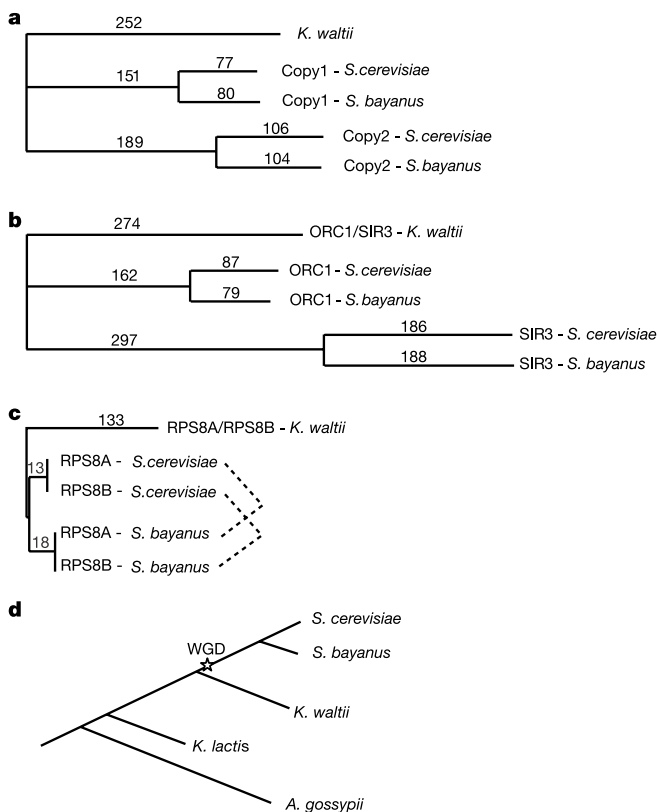 a
252
K. waltii
77
Copy1 - S.cerevisiae
151
80
Copy1 - S. bayanus
106
Copy2 - S.cerevisiae
189
104
Copy2 - S.bayanus
b
274
ORC1/SIR3 - K. waltii
87
ORC1 - S.cerevisiae
162
79
ORC1 - S.bayanus
186
SIR3 - S. cerevisiae
297
188
SIR3 - S. bayanus
c
133
RPS8A/RPS8B - K. waltii
13
RPS8A - S.cerevisiae
RPS8B - S.cerevisiae
18
RPS8A - S. bayanus
RPS8B - S. bayanus
d
S. cerevisiae
WGD
S. bayanus
K. waltii
K. lactis
A. gossypii